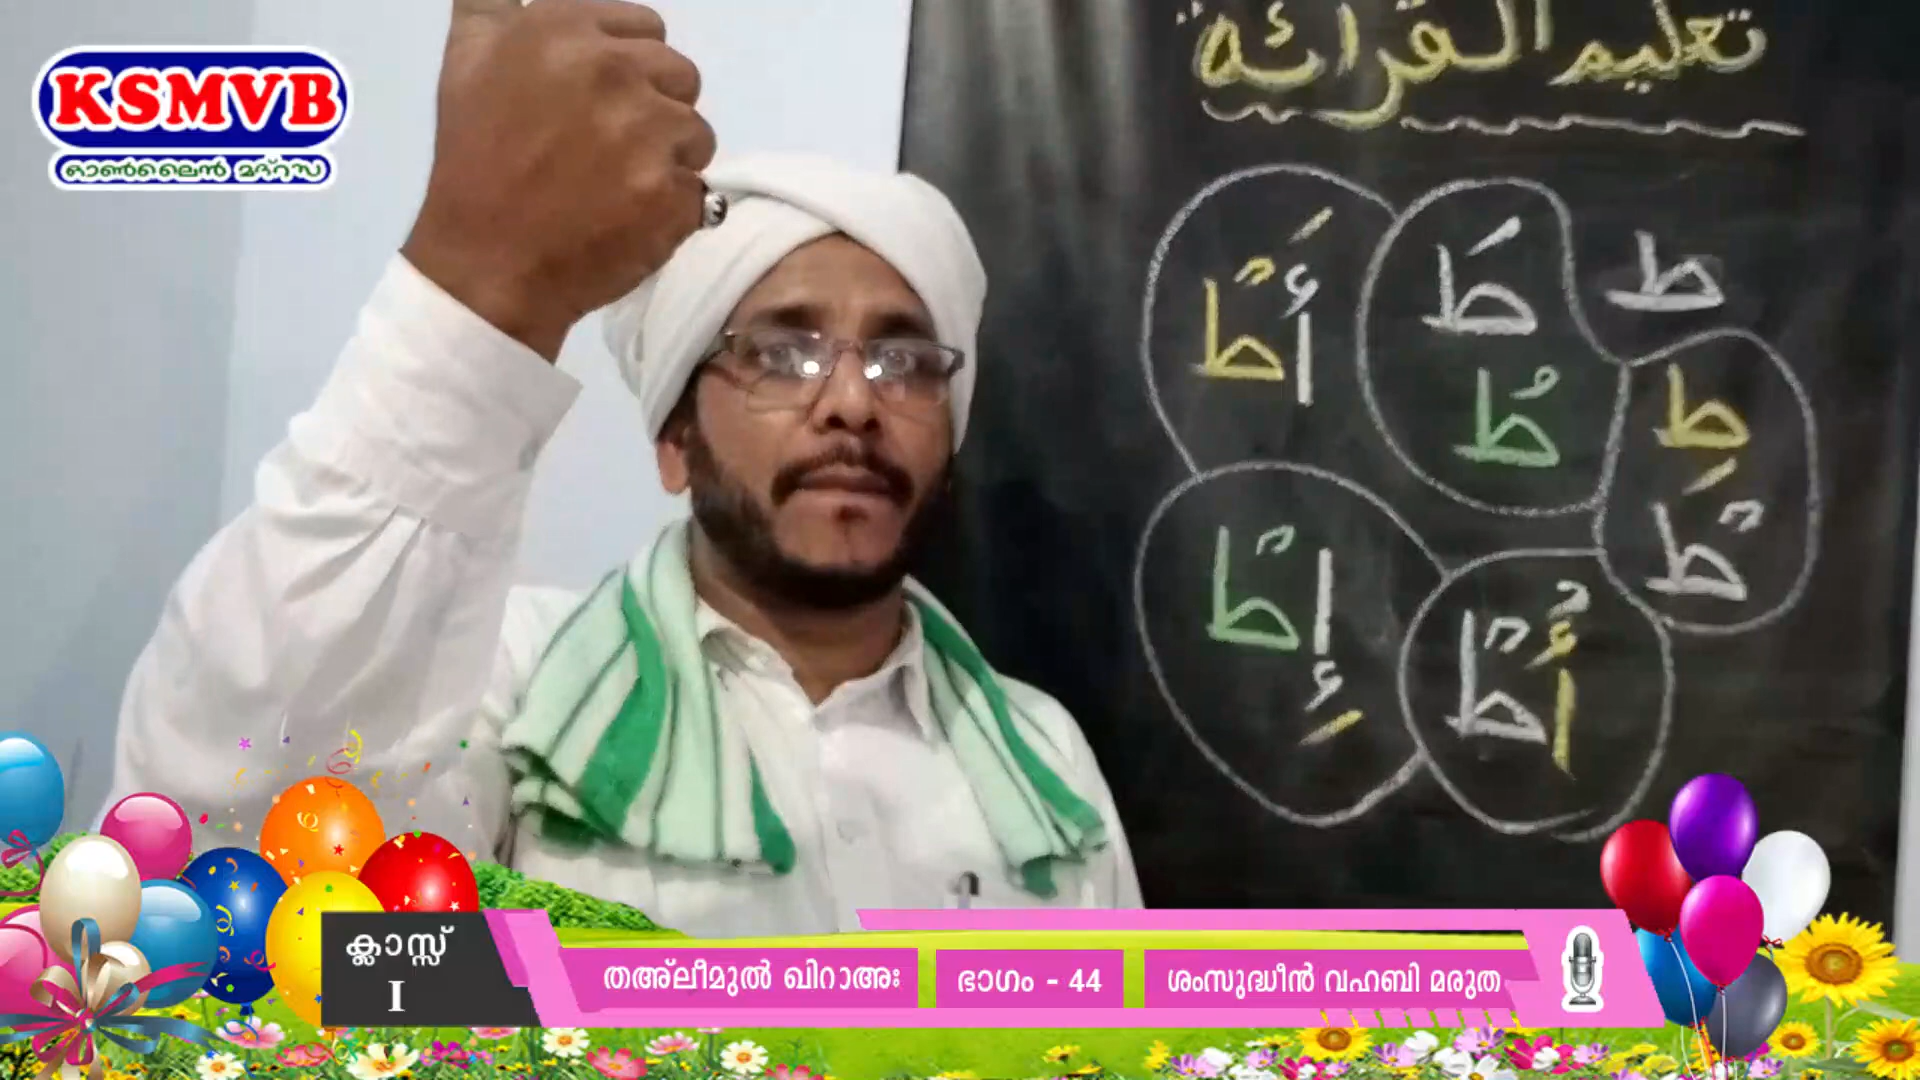 KSMVB
ഓൺലൈൻ മദ്റസ
تعليم القرائة
ط
طَ
طُ
طِ
طْ
أَطْ
أُطْ
إِطْ
ക്ലാസ്സ്
I
തഅ്ലീമുൽ ഖിറാഅഃ
ഭാഗം - 44
ശംസുദ്ധീൻ വഹബി മരുത